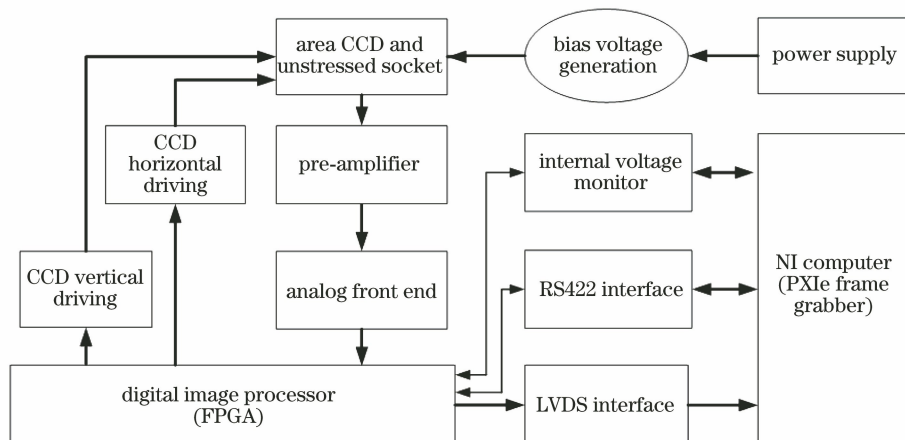 area CCD and
unstressed socket
bias voltage
generation
power supply
CCD
horizontal
driving
pre-amplifier
internal voltage
monitor
CCD vertical
driving
analog front end
RS422 interface
NI computer
(PXIe frame
grabber)
digital image processor
(FPGA)
LVDS interface